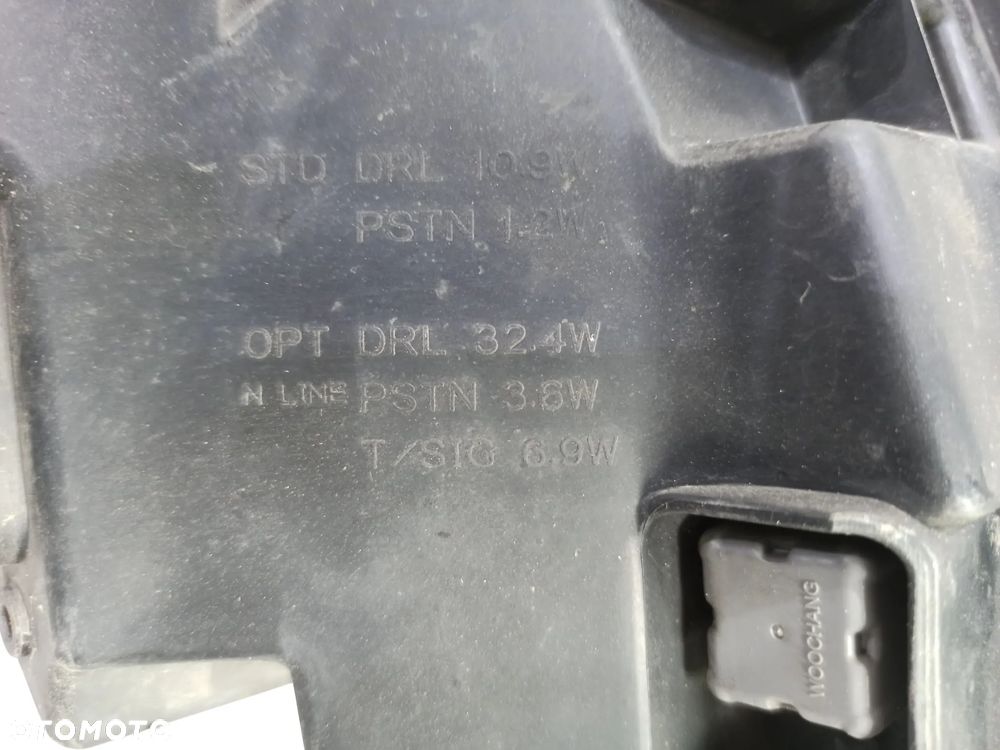 STD DRL 10.9W
PSTN 1.2W
OPT DRL 32.4W
N LINE PSTN 3.6W
T/SIG 6.9W
WOOCHANG
OTOMOTO